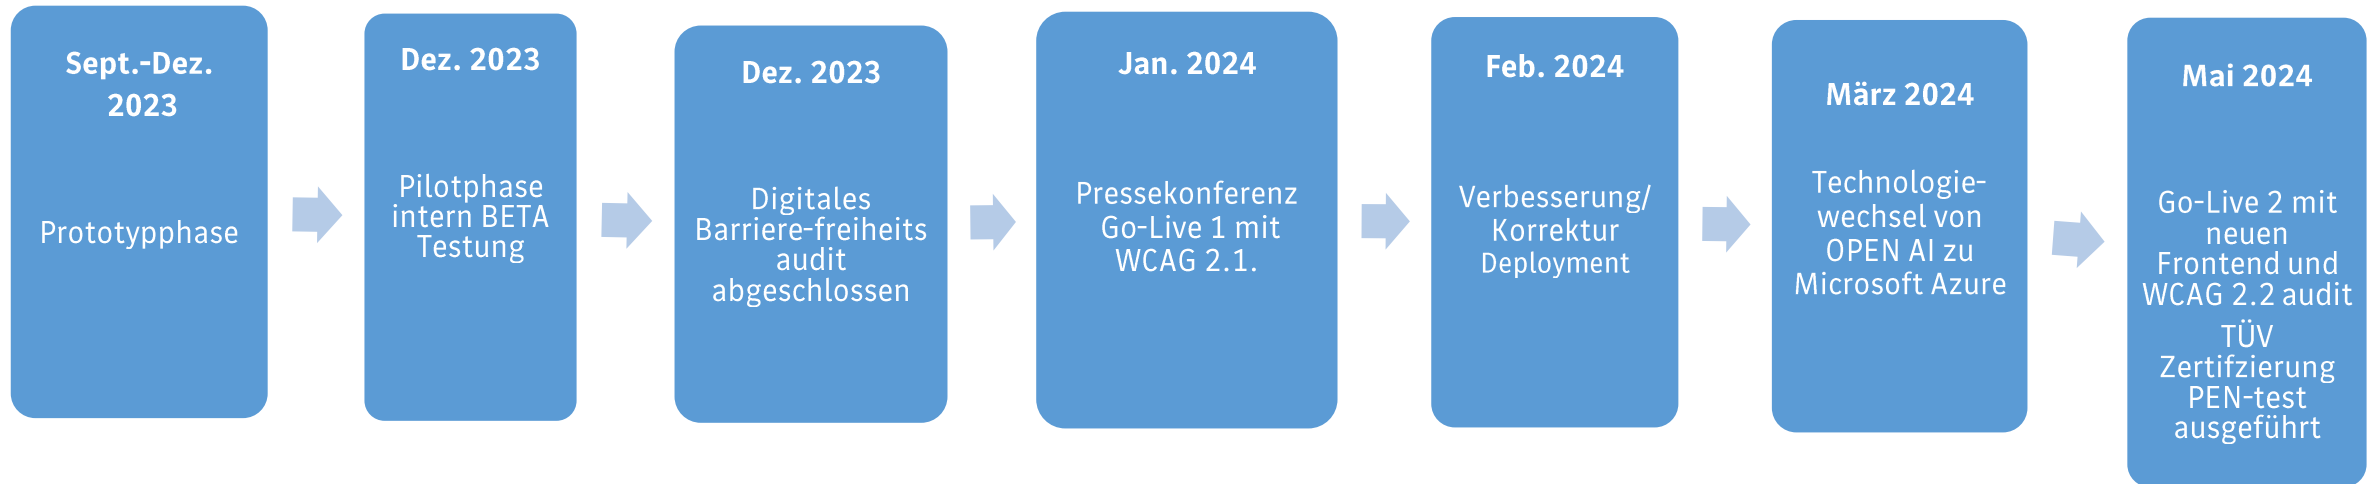 Sept.-Dez.
2023
Prototypphase
Dez. 2023
Pilotphase
intern BETA
Testung
Dez. 2023
Digitales
Barriere-freiheits
audit
abgeschlossen
Jan. 2024
Pressekonferenz
Go-Live 1 mit
WCAG 2.1.
Feb. 2024
Verbesserung/
Korrektur
Deployment
März 2024
Technologie-
wechsel von
OPEN AI zu
Microsoft Azure
Mai 2024
Go-Live 2 mit
neuen
Frontend und
WCAG 2.2 audit
TÜV
Zertifzierung
PEN-test
ausgeführt